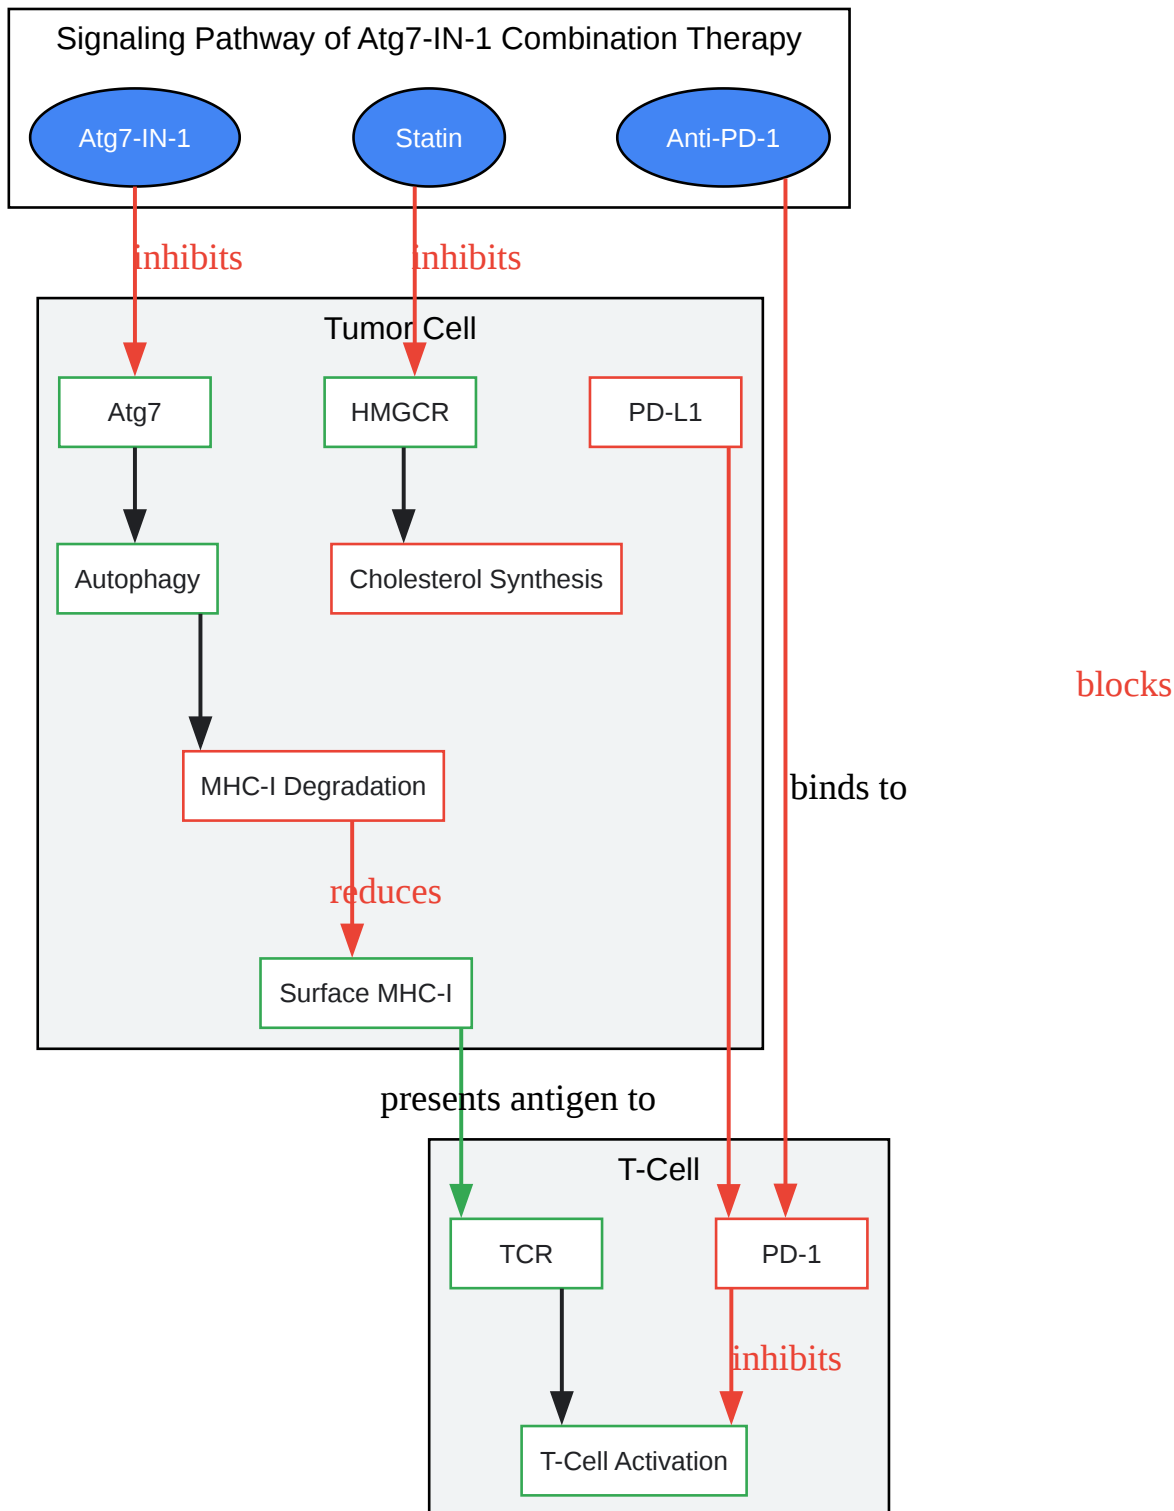 Signaling Pathway of Atg7-IN-1 Combination Therapy
Atg7-IN-1
Statin
Anti-PD-1
inhibits
inhibits
Tumor Cell
Atg7
HMGCR
PD-L1
Autophagy
Cholesterol Synthesis
blocks
MHC-I Degradation
binds to
reduces
Surface MHC-I
presents antigen to
T-Cell
TCR
PD-1
inhibits
T-Cell Activation